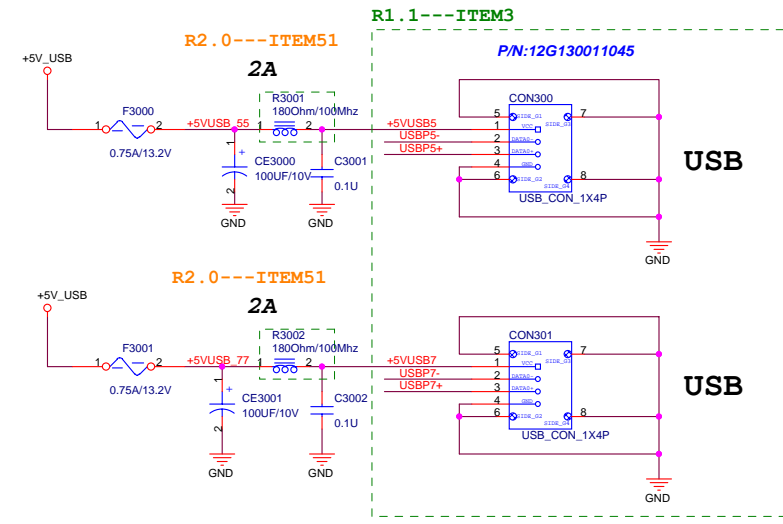 R1.1---ITEM3
R2.0---ITEM51
P/N:12G130011045
+5V_USB
2A
R3001
180Ohm/100Mhz
CON300
F3000
1 2
+5VUSB_55
1 2
+5VUSB5
USBP5-
USBP5+
0.75A/13.2V
1
+
2
CE3000
100UF/10V
C3001
0.1U
GND
GND
5 SIDE_G1
SIDE_G3 7
1 VCC
2 DATA0-
3 DATA0+
4 GND
6 SIDE_G2
SIDE_G4 8
USB_CON_1X4P
USB
GND
R2.0---ITEM51
+5V_USB
2A
R3002
180Ohm/100Mhz
CON301
F3001
1 2
+5VUSB_77
1 2
+5VUSB7
USBP7-
USBP7+
0.75A/13.2V
1
+
2
CE3001
100UF/10V
C3002
0.1U
GND
GND
5 SIDE_G1
SIDE_G3 7
1 VCC
2 DATA0-
3 DATA0+
4 GND
6 SIDE_G2
SIDE_G4 8
USB_CON_1X4P
USB
GND